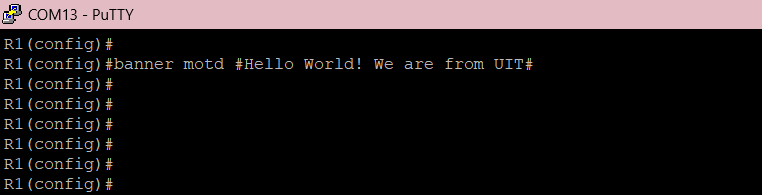 COM13 - PuTTY
R1(config)#
R1(config)#banner motd #Hello World! We are from UIT#
R1(config)#
R1(config)#
R1(config)#
R1(config)#
R1(config)#
R1(config)#